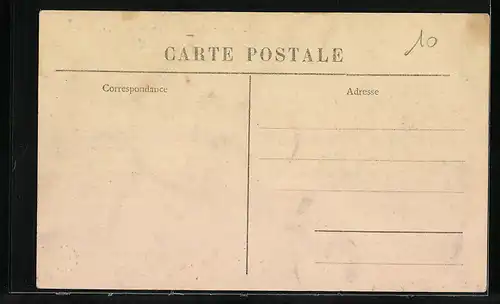 10
CARTE POSTALE
Correspondance
Adresse